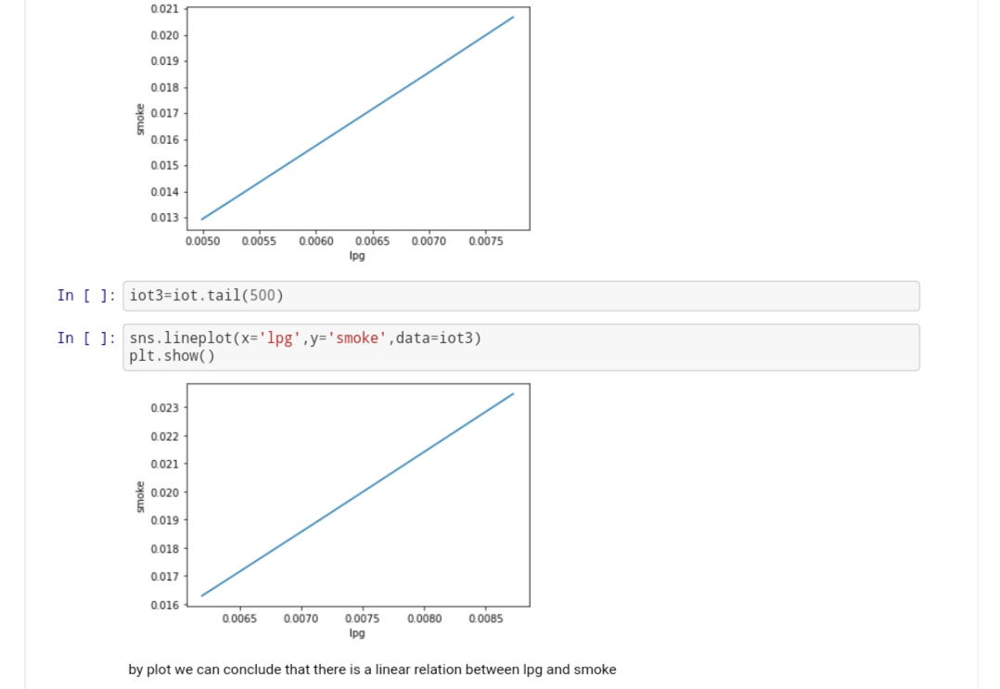 0.021
0.020
0.019
0.018
0.017
0.016
0.015
0.014
0.013
smoke
0.0050 0.0055 0.0060 0.0065 0.0070 0.0075
lpg
In [ ]: iot3=iot.tail(500)
In [ ]: sns.lineplot(x='lpg',y='smoke',data=iot3)
plt.show()
0.023
0.022
0.021
0.020
0.019
0.018
0.017
0.016
smoke
0.0065 0.0070 0.0075 0.0080 0.0085
lpg
by plot we can conclude that there is a linear relation between lpg and smoke